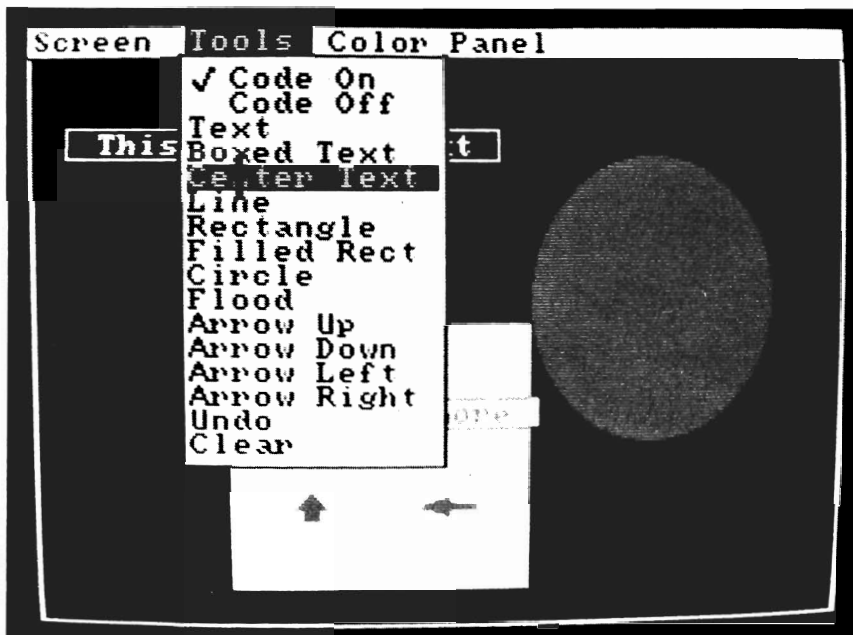 Screen Tools Color Panel
✓ Code On
Code Off
Text
This t
Boxed Text
Center Text
Line
Rectangle
Filled Rect
Circle
Flood
Arrow Up
Arrow Down
Arrow Left
Arrow Right
Undo
Clear